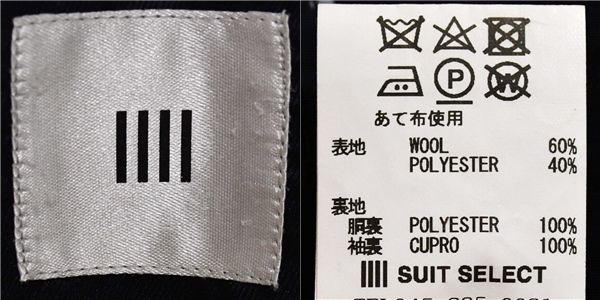 P
W
あて布使用
表地 WOOL 60%
POLYESTER 40%
裏地
胴裏 POLYESTER 100%
袖裏 CUPRO 100%
SUIT SELECT